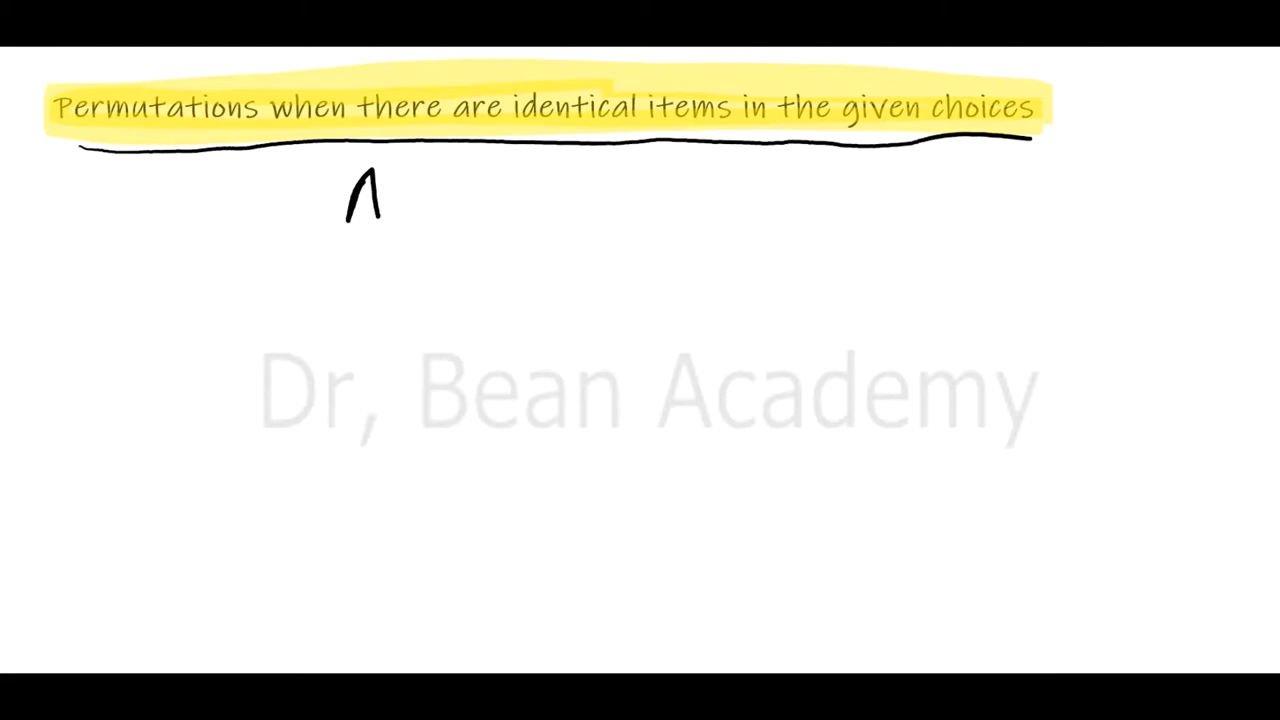 Permutations when there are identical items in the given choices
Dr, Bean Academy